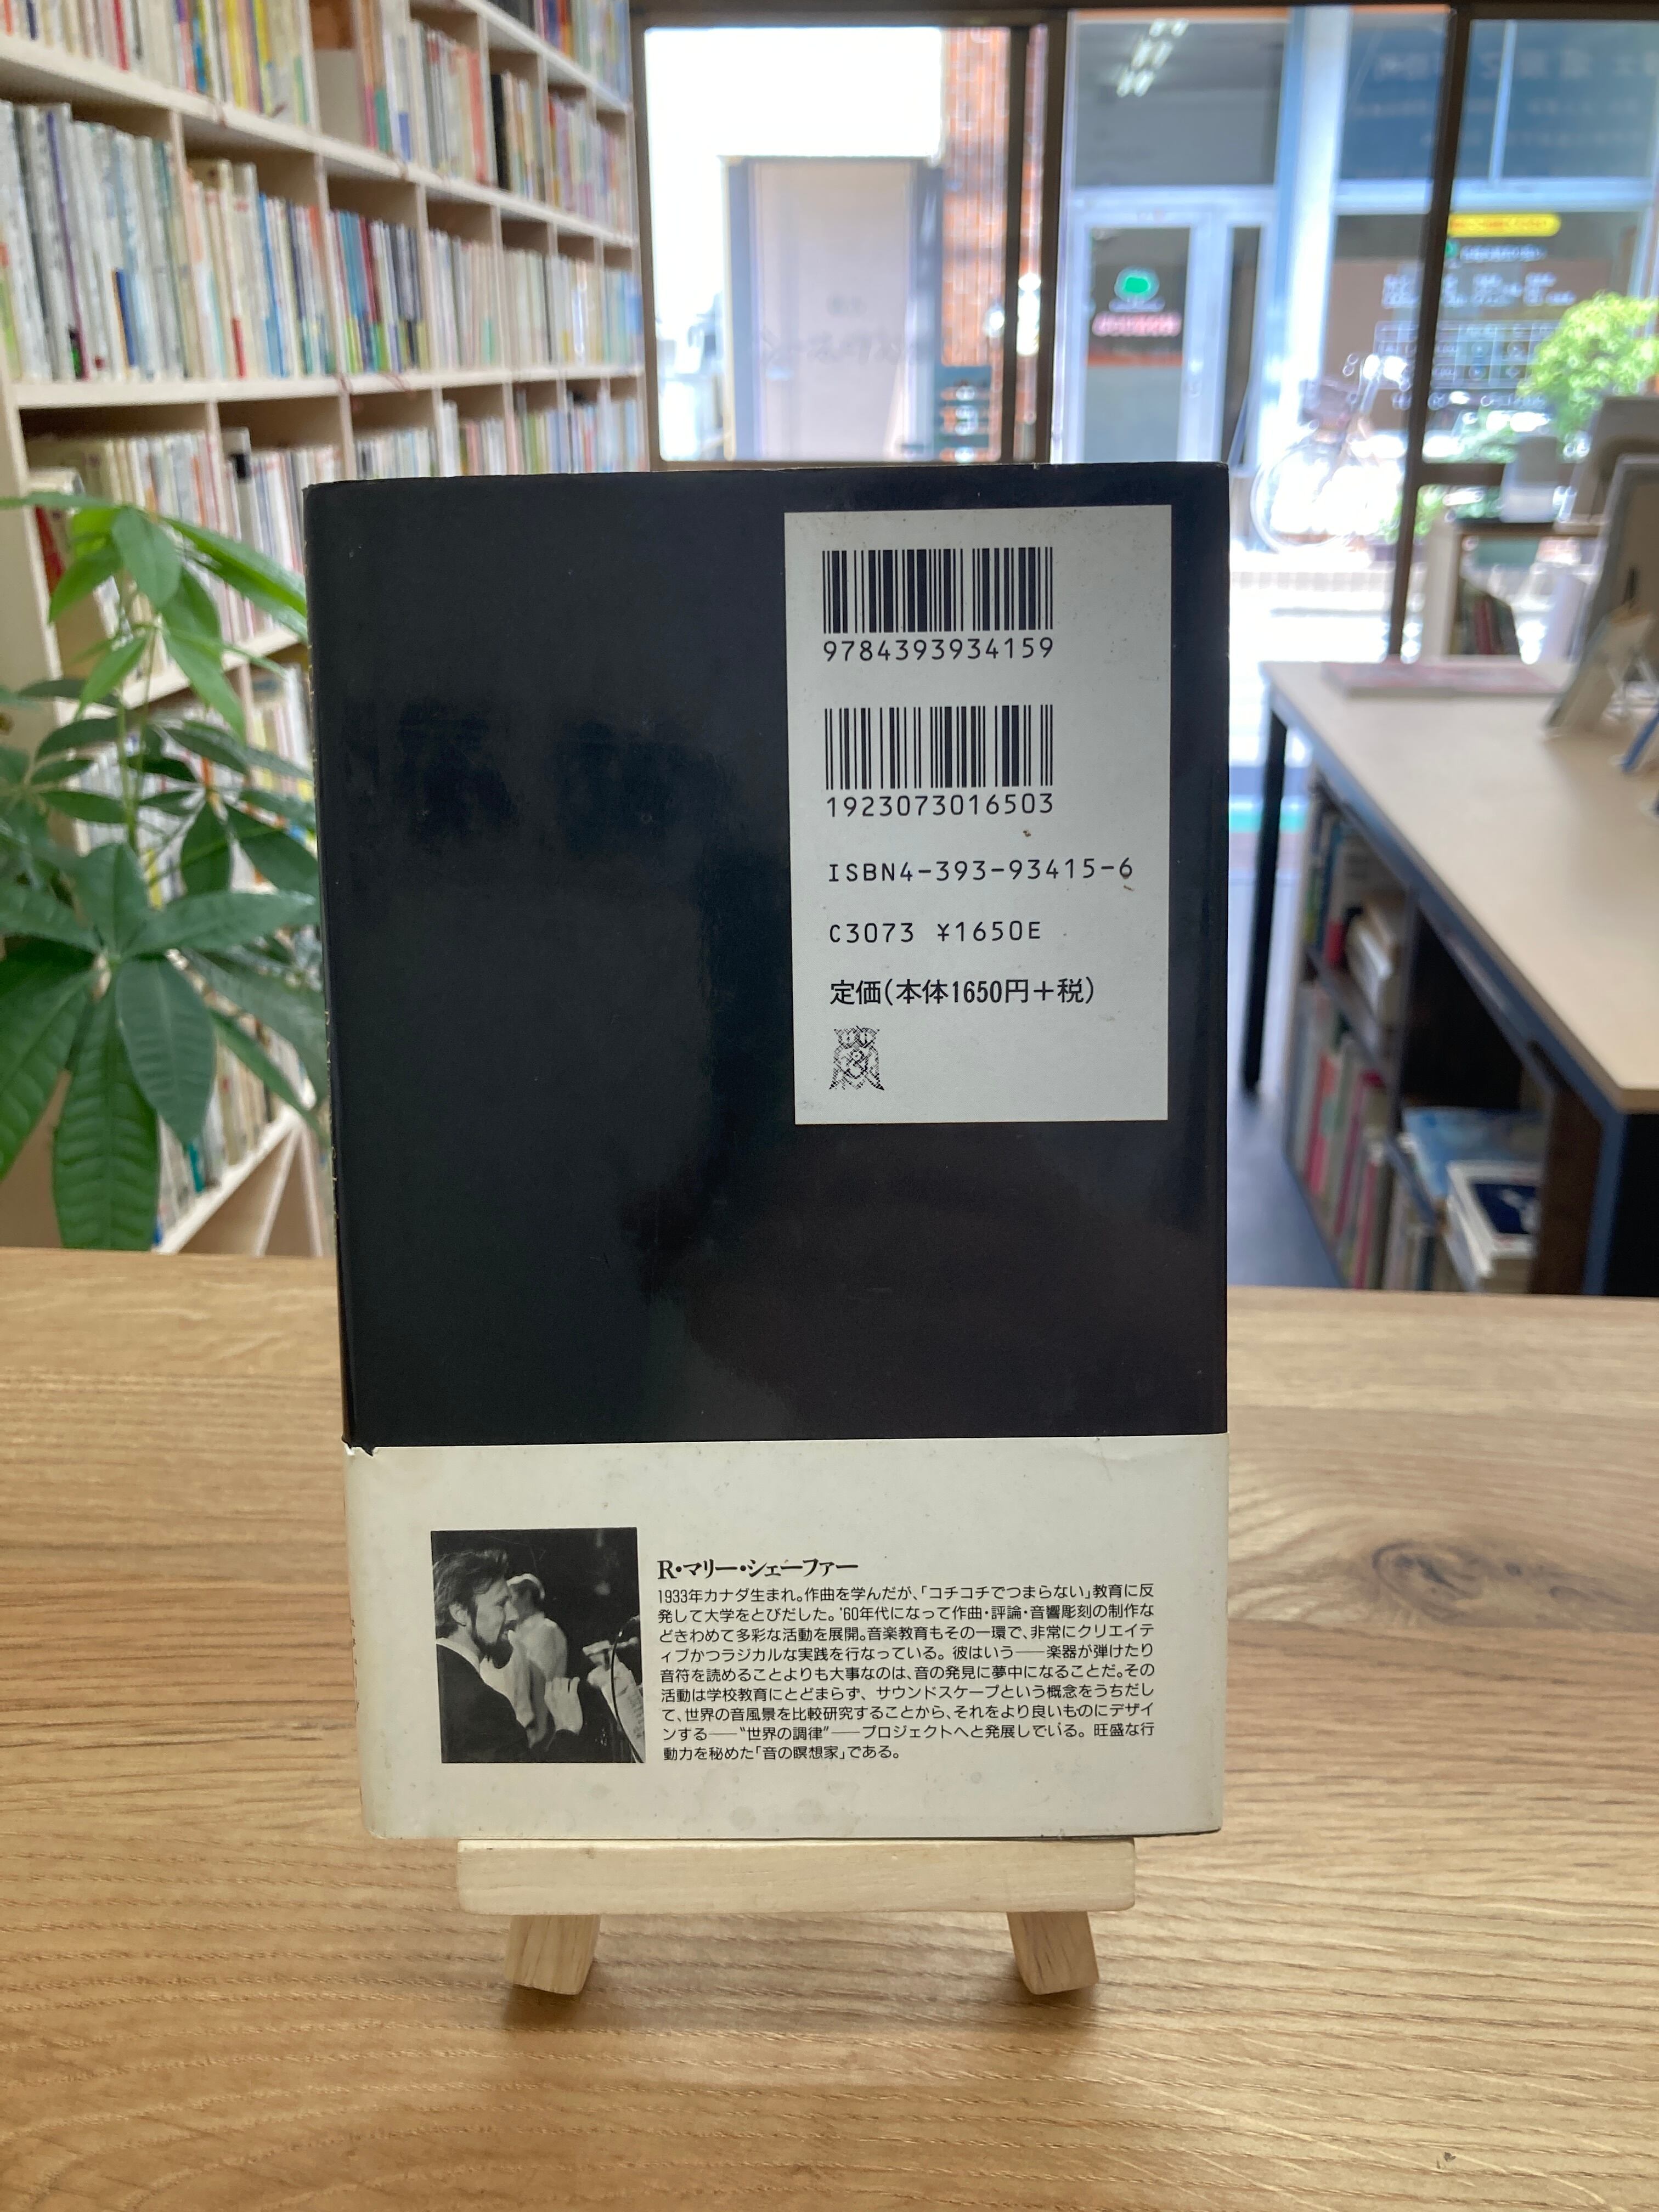 9784393934159
1923073016503
ISBN4-393-93415-6
C3073 ¥1650E
定価(本体1650円+税)
R・マリー・シェーファー
1933年カナダ生まれ。作曲を学んだが、「コチコチでつまらない」教育に反
発して大学をとびだした。'60年代になって作曲・評論・音響彫刻の制作な
どきわめて多彩な活動を展開。音楽教育もその一環で、非常にクリエイテ
ィブかつラジカルな実践を行なっている。彼はいう──楽器が弾けたり
音符を読めることよりも大事なのは、音の発見に夢中になることだ。その
活動は学校教育にとどまらず、サウンドスケープという概念をうちだし
て、世界の音風景を比較研究することから、それをより良いものにデザイ
ンする──"世界の調律"──プロジェクトへと発展している。旺盛な行
動力を秘めた「音の瞑想家」である。